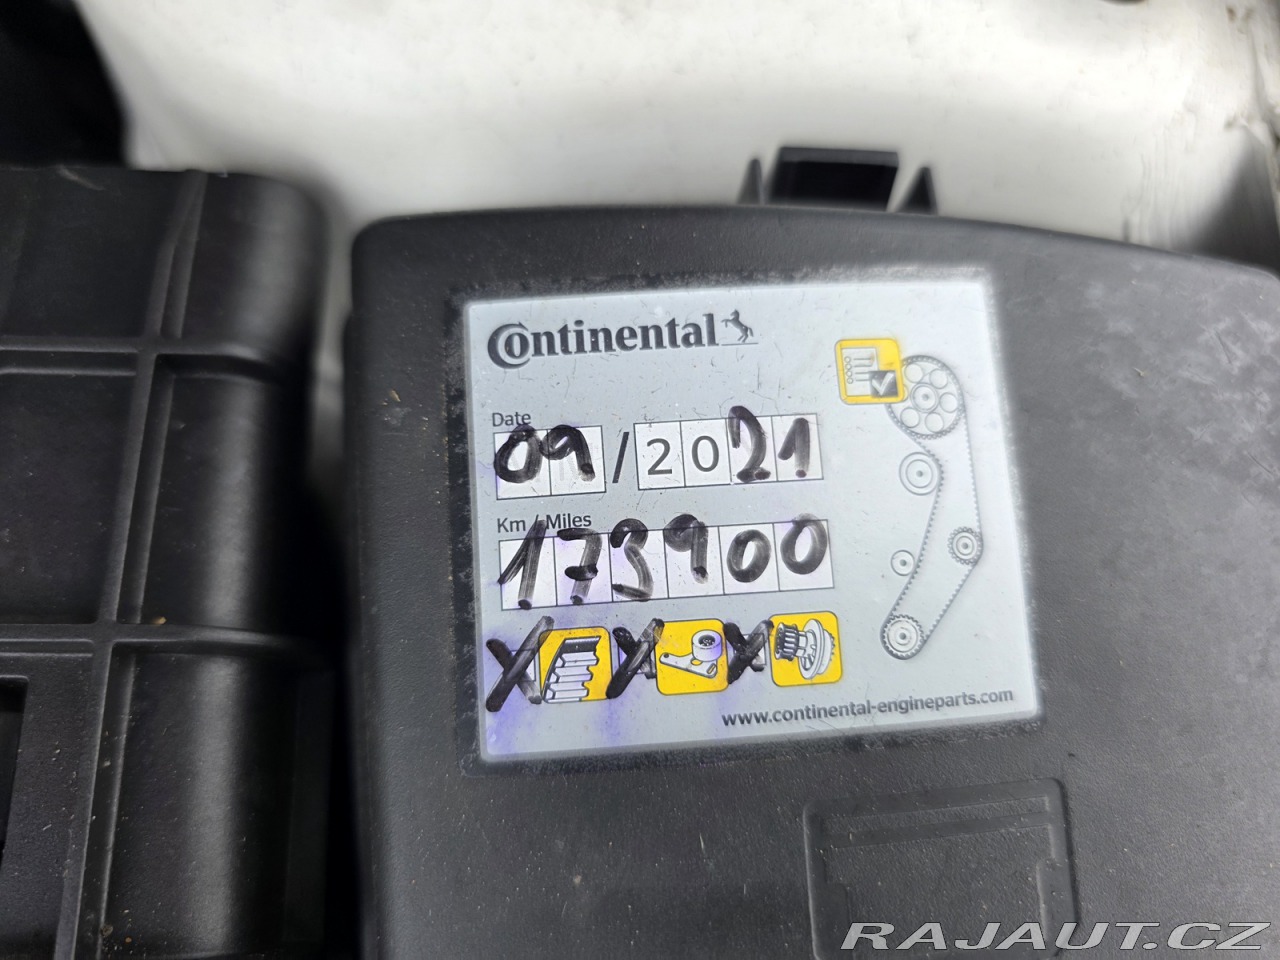 Continental
Date
09/2021
Km / Miles
173900
X X X
www.continental-engineparts.com
RAJAUT.CZ